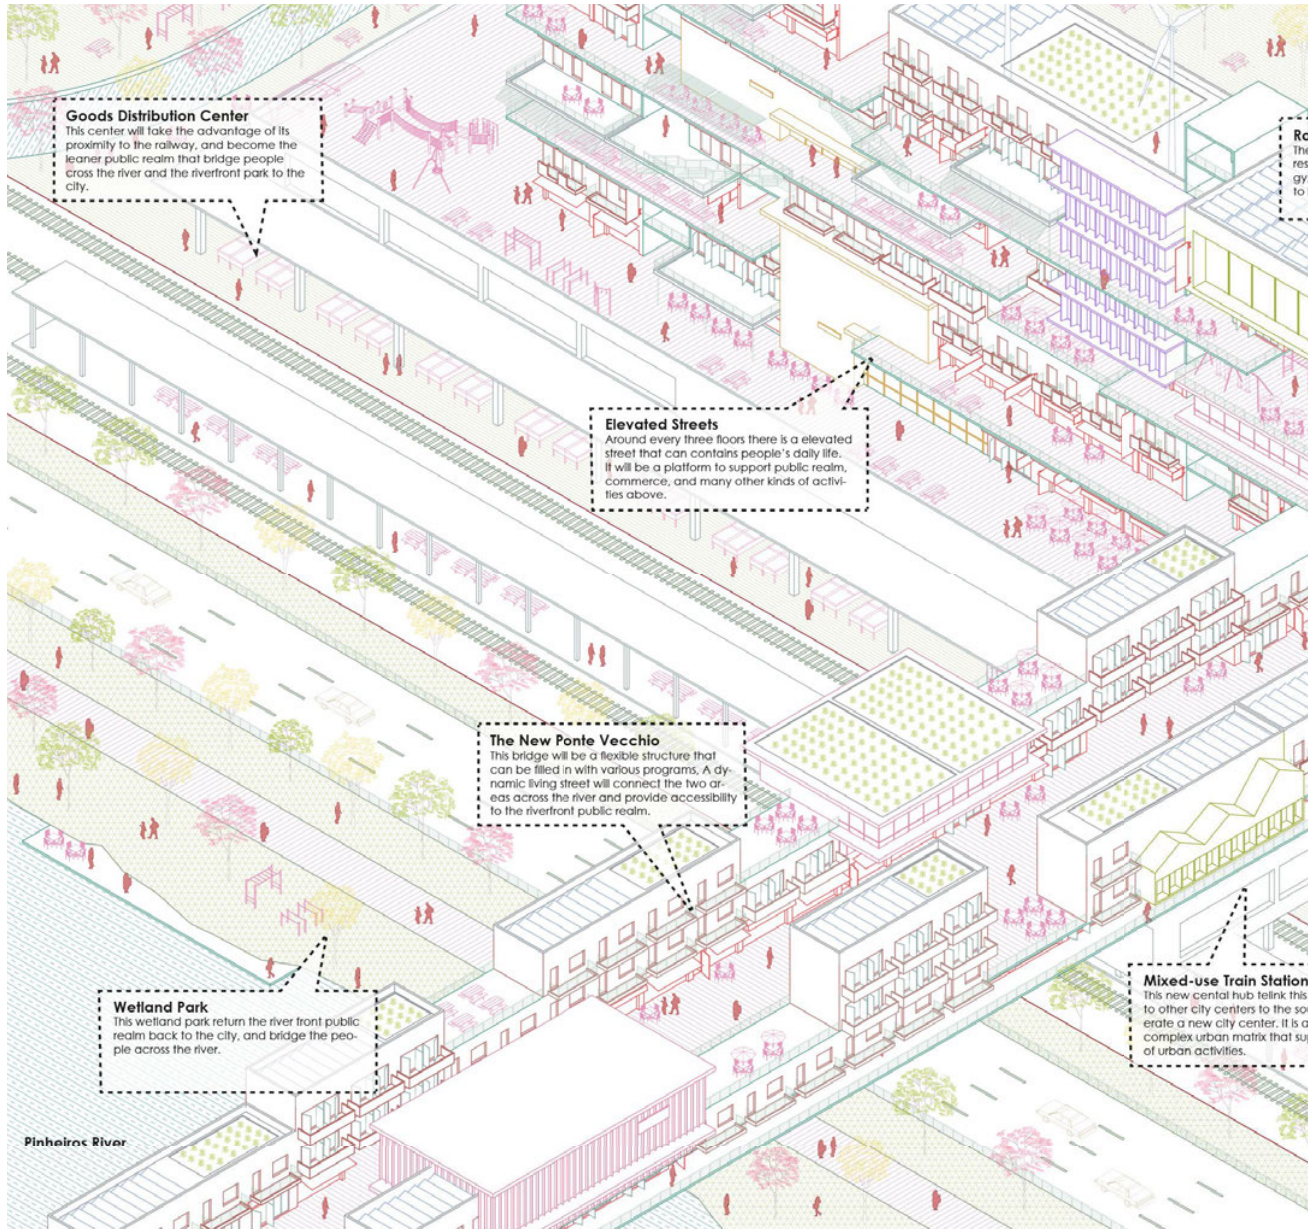 Goods Distribution Center
This center will take the advantage of its
proximity to the railway, and become the
leaner public realm that bridge people
cross the river and the riverfront park to the
city.
Ro
The
res
gy
to
Elevated Streets
Around every three floors there is a elevated
street that can contains people's daily life.
It will be a platform to support public realm,
commerce, and many other kinds of activi-
ties above.
The New Ponte Vecchio
This bridge will be a flexible structure that
can be filled in with various programs, A dy-
namic living street will connect the two ar-
eas across the river and provide accessibility
to the riverfront public realm.
Mixed-use Train Station
This new cental hub telink this
to other city centers to the so
erate a new city center. It is a
complex urban matrix that sup
of urban activities.
Wetland Park
This wetland park return the river front public
realm back to the city, and bridge the peo-
ple across the river.
Pinheiros River